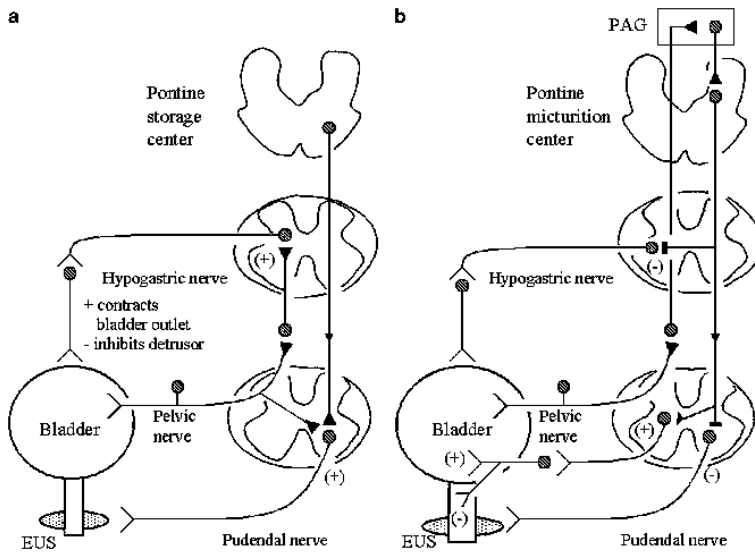 a
Pontine
storage
center
(+)
Hypogastric nerve
+ contracts
bladder outlet
- inhibits detrusor
Bladder
Pelvic
nerve
(+)
EUS
Pudendal nerve
b
PAG
Pontine
micturition
center
(-)
Hypogastric nerve
Bladder
Pelvic
nerve
(+)
(+)
(-)
(-)
EUS
Pudendal nerve